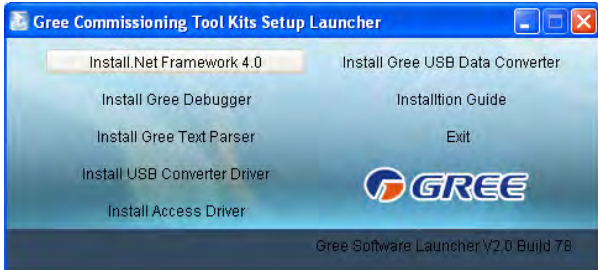 Gree Commissioning Tool Kits Setup Launcher
Install.Net Framework 4.0
Install Gree Debugger
Install Gree Text Parser
Install USB Converter Driver
Install Access Driver
Install Gree USB Data Converter
Installtion Guide
Exit
GREE
Gree Software Launcher V2.0 Build 78